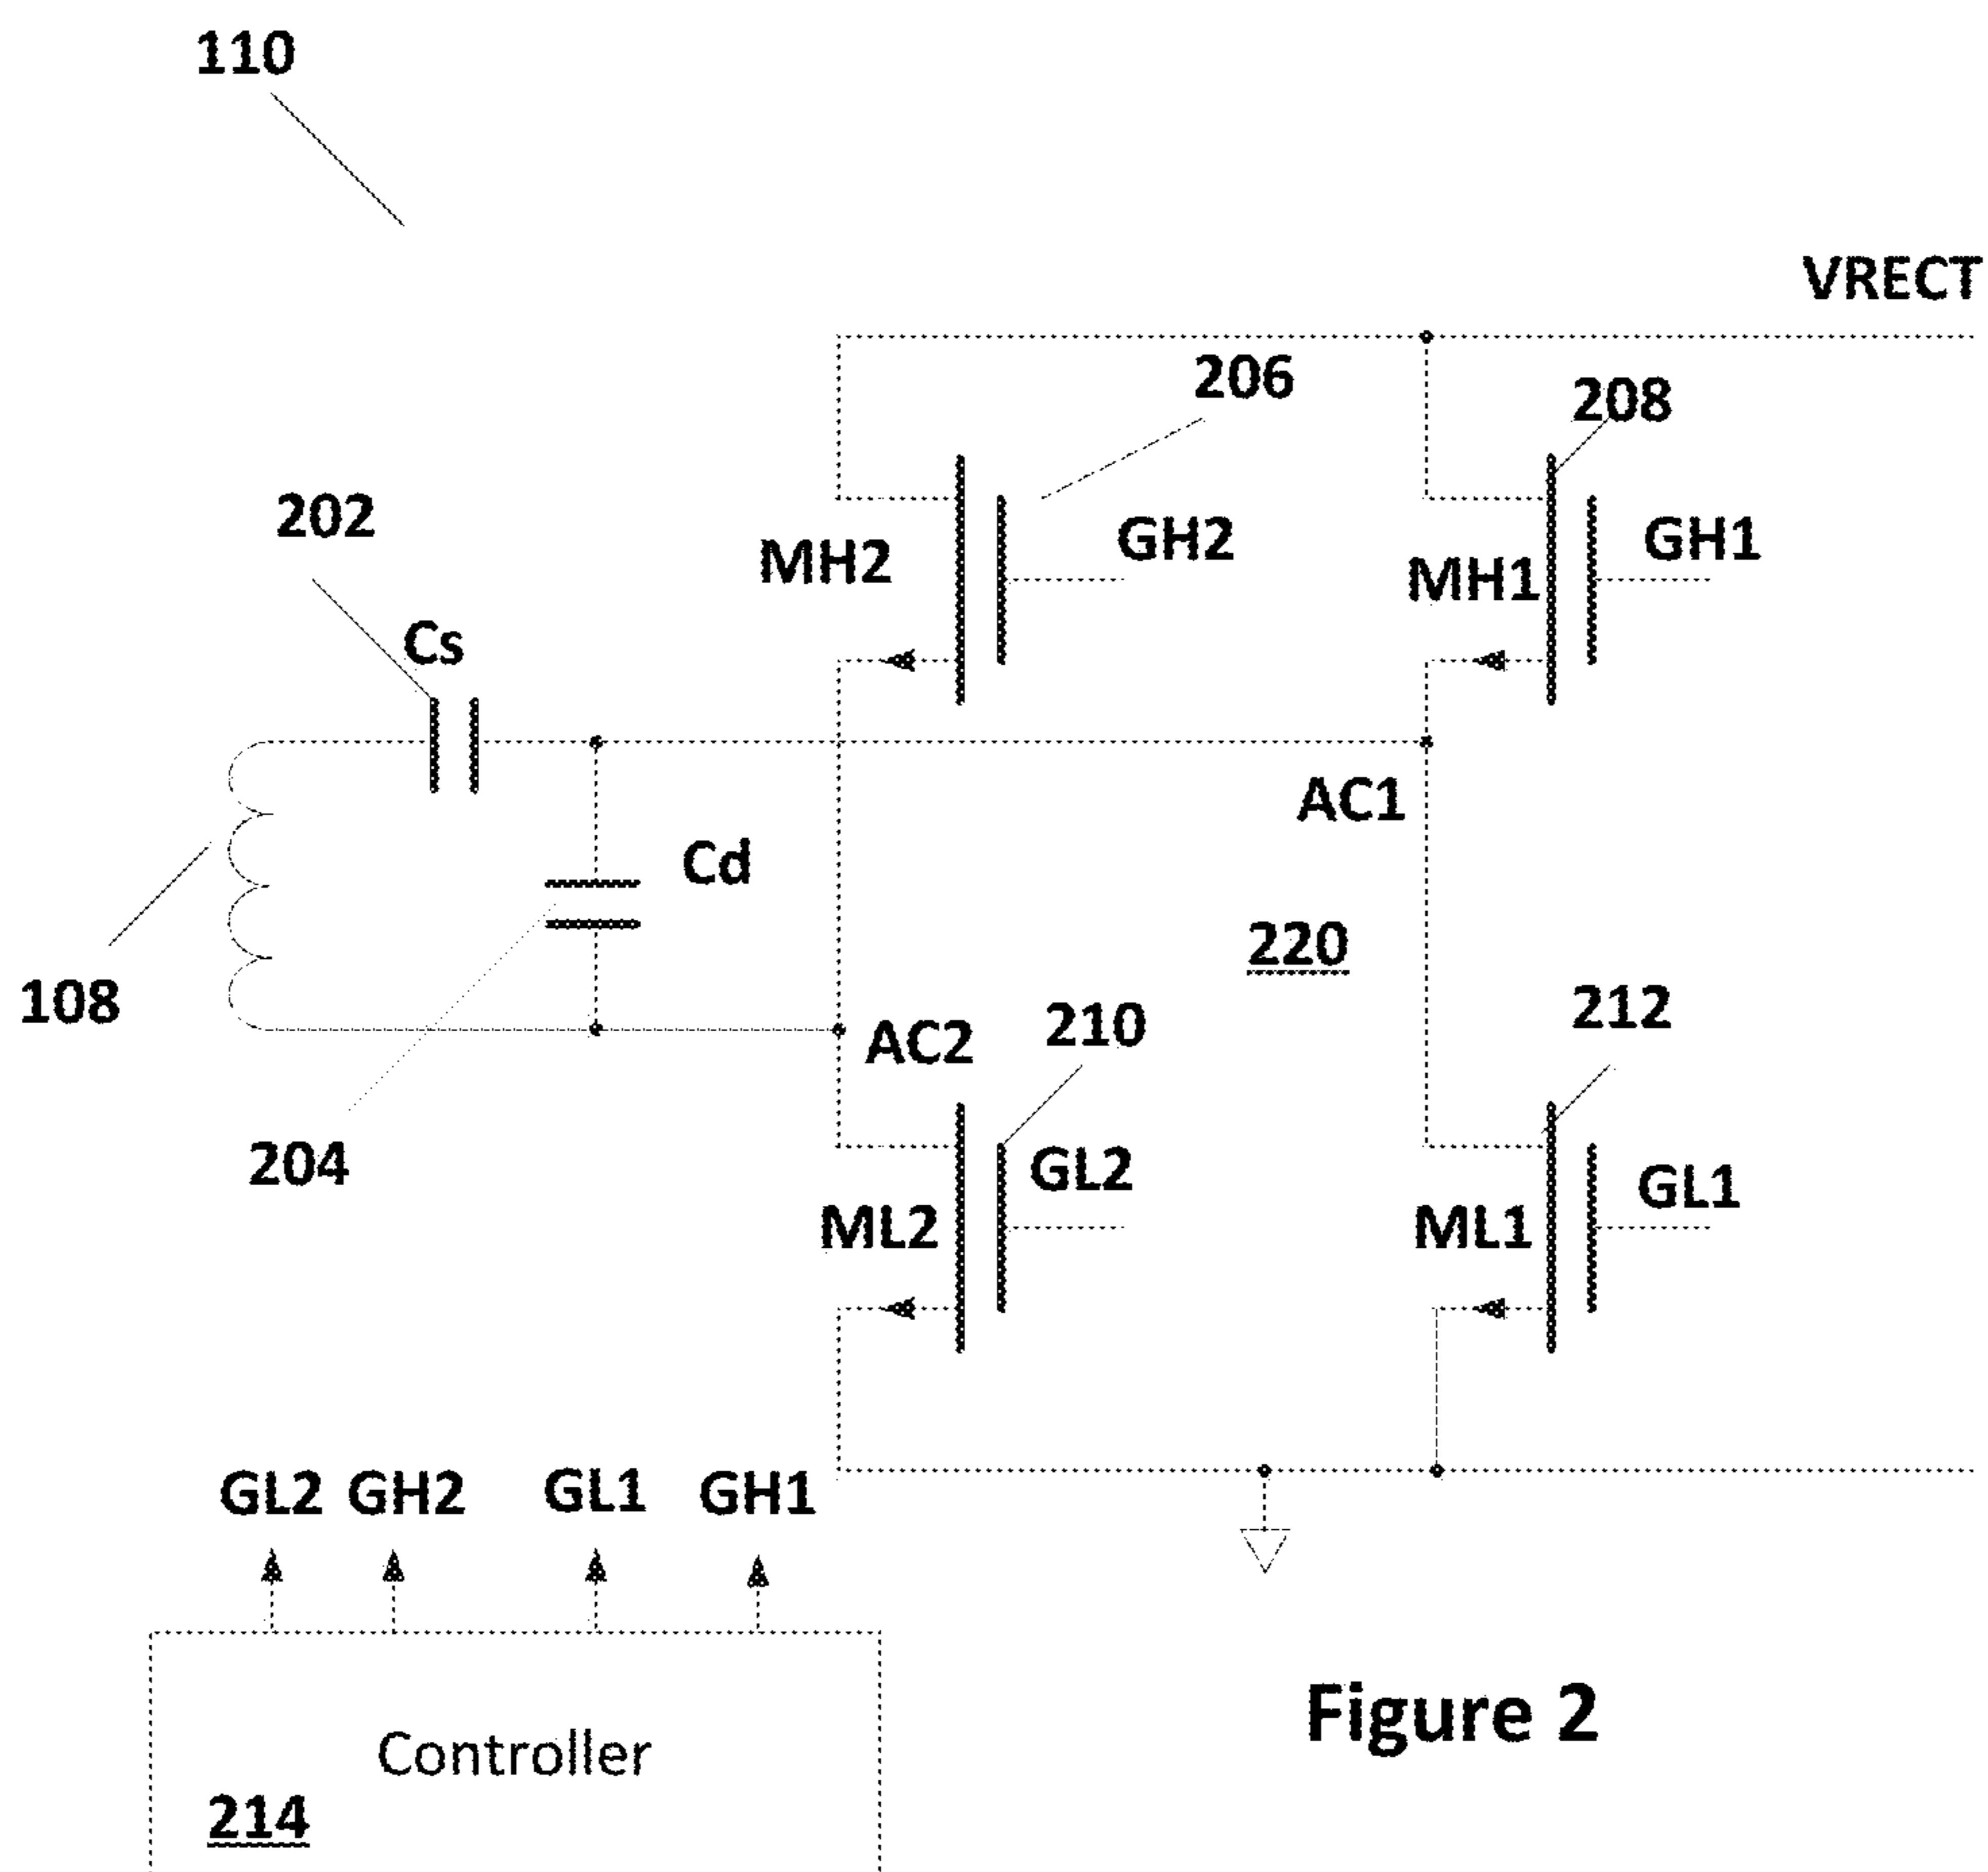 110
VRECT
206
208
202
GH2
GH1
MH2
MH1
Cs
AC1
Cd
220
108
212
210
AC2
204
GL2
GL1
ML2
ML1
GL2 GH2 GL1 GH1
Figure 2
Controller
214